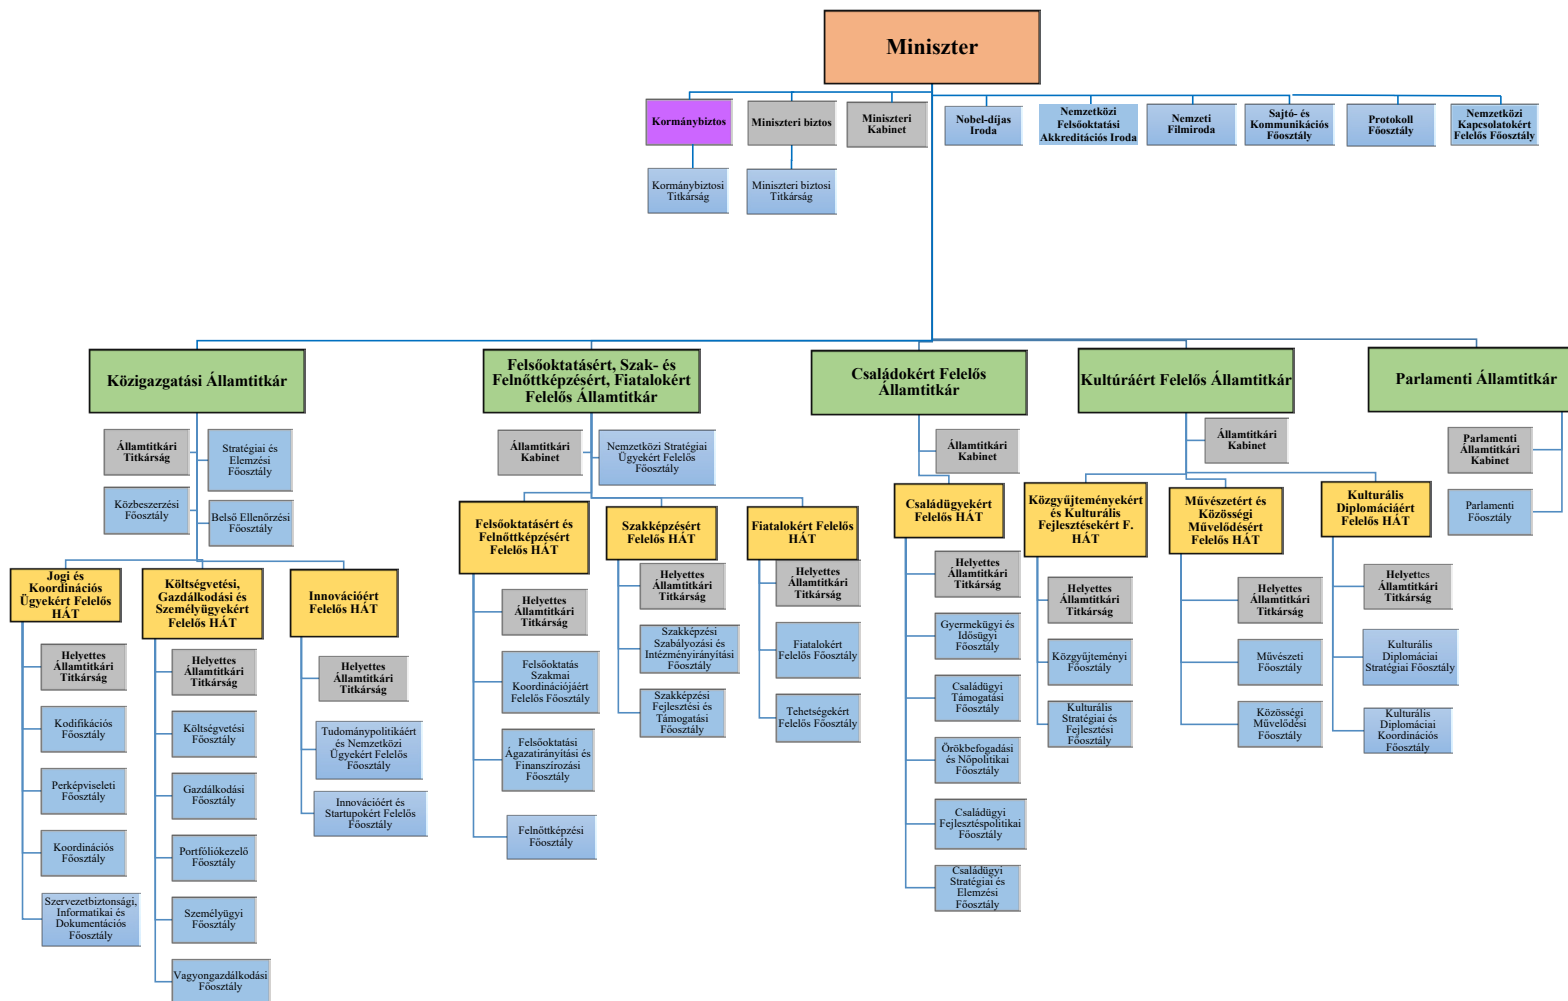 Miniszter
Kormánybiztos
Miniszteri biztos
Miniszteri
Kabinet
Nobel-díjas
Iroda
Nemzetközi
Felsőoktatási
Akkreditációs Iroda
Nemzeti
Filmiroda
Sajtó- és
Kommunikációs
Főosztály
Protokoll
Főosztály
Nemzetközi
Kapcsolatokért
Felelős Főosztály
Kormánybiztosi
Titkárság
Miniszteri biztosi
Titkárság
Közigazgatási Államtitkár
Felsőoktatásért, Szak- és
Felnőttképzésért, Fiatalokért
Felelős Államtitkár
Családokért Felelős
Államtitkár
Kultúráért Felelős Államtitkár
Parlamenti Államtitkár
Államtitkári
Titkárság
Stratégiai és
Elemzési
Főosztály
Közbeszerzési
Főosztály
Belső Ellenőrzési
Főosztály
Jogi és
Koordinációs
Ügyekért Felelős
HÁT
Helyettes
Államtitkári
Titkárság
Kodifikációs
Főosztály
Perképviseleti
Főosztály
Koordinációs
Főosztály
Szervezetbiztonsági,
Informatikai és
Dokumentációs
Főosztály
Költségvetési,
Gazdálkodási és
Személyügyekért
Felelős HÁT
Helyettes
Államtitkári
Titkárság
Költségvetési
Főosztály
Gazdálkodási
Főosztály
Portfóliókezelő
Főosztály
Személyügyi
Főosztály
Vagyongazdálkodási
Főosztály
Innovációért
Felelős HÁT
Helyettes
Államtitkári
Titkárság
Tudománypolitikáért
és Nemzetközi
Ügyekért Felelős
Főosztály
Innovációért és
Startupokért Felelős
Főosztály
Államtitkári
Kabinet
Nemzetközi Stratégiai
Ügyekért Felelős
Főosztály
Felsőoktatásért és
Felnőttképzésért
Felelős HÁT
Helyettes
Államtitkári
Titkárság
Felsőoktatás
Szakmai
Koordinációjáért
Felelős Főosztály
Felsőoktatási
Ágazatirányítási és
Finanszírozási
Főosztály
Felnőttképzési
Főosztály
Szakképzésért
Felelős HÁT
Helyettes
Államtitkári
Titkárság
Szakképzési
Szabályozási és
Intézményirányítási
Főosztály
Szakképzési
Fejlesztési és
Támogatási
Főosztály
Fiatalokért Felelős
HÁT
Helyettes
Államtitkári
Titkárság
Fiatalokért
Felelős Főosztály
Tehetségekért
Felelős Főosztály
Államtitkári
Kabinet
Családügyekért
Felelős HÁT
Helyettes
Államtitkári
Titkárság
Gyermekügyi és
Idősügyi
Főosztály
Családügyi
Támogatási
Főosztály
Örökbefogadási
és Nőpolitikai
Főosztály
Családügyi
Fejlesztéspolitikai
Főosztály
Családügyi
Stratégiai és
Elemzési
Főosztály
Államtitkári
Kabinet
Közgyűjteményekért
és Kulturális
Fejlesztésekért F.
HÁT
Helyettes
Államtitkári
Titkárság
Közgyűjteményi
Főosztály
Kulturális
Stratégiai és
Fejlesztési
Főosztály
Művészetért és
Közösségi
Művelődésért
Felelős HÁT
Helyettes
Államtitkári
Titkárság
Művészeti
Főosztály
Közösségi
Művelődési
Főosztály
Kulturális
Diplomáciáért
Felelős HÁT
Helyettes
Államtitkári
Titkárság
Kulturális
Diplomáciai
Stratégiai Főosztály
Kulturális
Diplomáciai
Koordinációs
Főosztály
Parlamenti
Államtitkári
Kabinet
Parlamenti
Főosztály